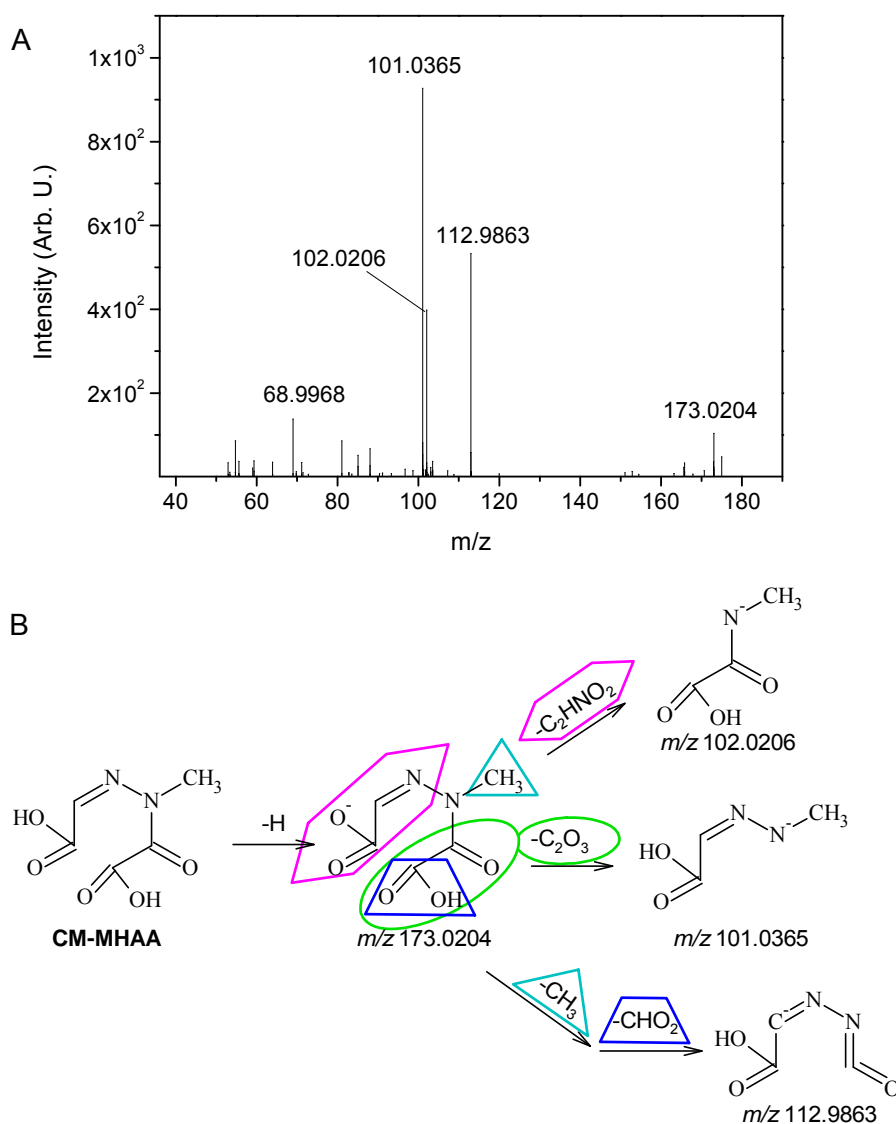 A
Intensity (Arb. U.)
1x10³
8x10²
6x10²
4x10²
2x10²
101.0365
112.9863
102.0206
68.9968
173.0204
40 60 80 100 120 140 160 180
m/z
B
HO
O
N
N
CH₃
O
O
OH
CM-MHAA
-H
O⁻
O
N
N
CH₃
O
O
OH
m/z 173.0204
-C₂HNO₂
N⁻
CH₃
O
OH
O
m/z 102.0206
-C₂O₃
HO
O
N
N⁻
CH₃
m/z 101.0365
-CH₃
-CHO₂
HO
O
C⁻
N
N
O
m/z 112.9863